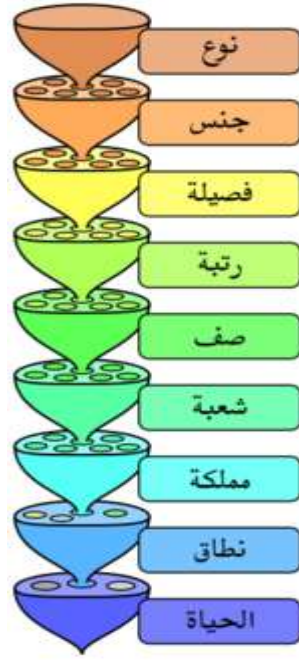 نوع
جنس
فصيلة
رتبة
صف
شعبة
مملكة
نطاق
الحياة